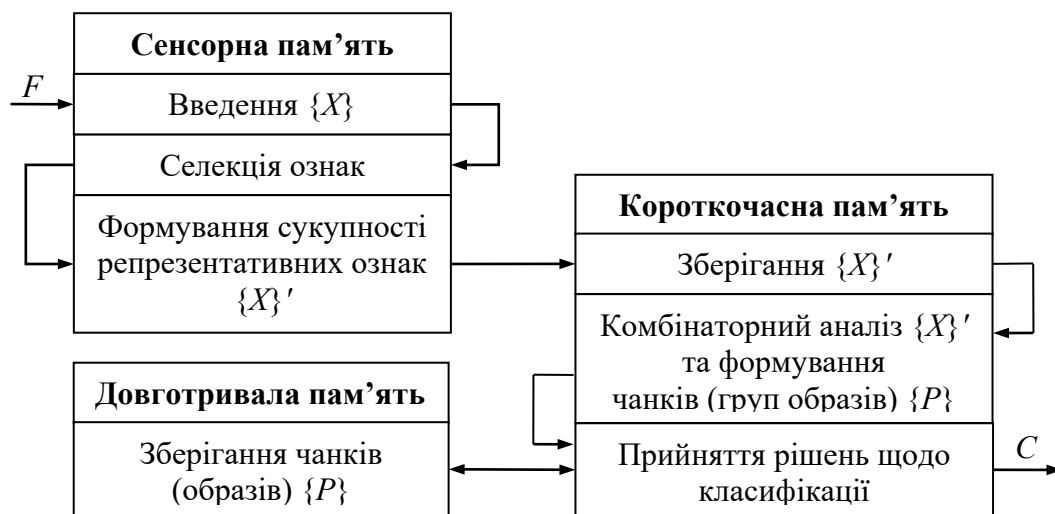 Сенсорна пам’ять
F
Введення {X}
Селекція ознак
Формування сукупності
репрезентативних ознак
{X}′
Короткочасна пам’ять
Зберігання {X}′
Комбінаторний аналіз {X}′
та формування
чанків (груп образів) {P}
Довготривала пам’ять
Зберігання чанків
(образів) {P}
Прийняття рішень щодо
класифікації
C